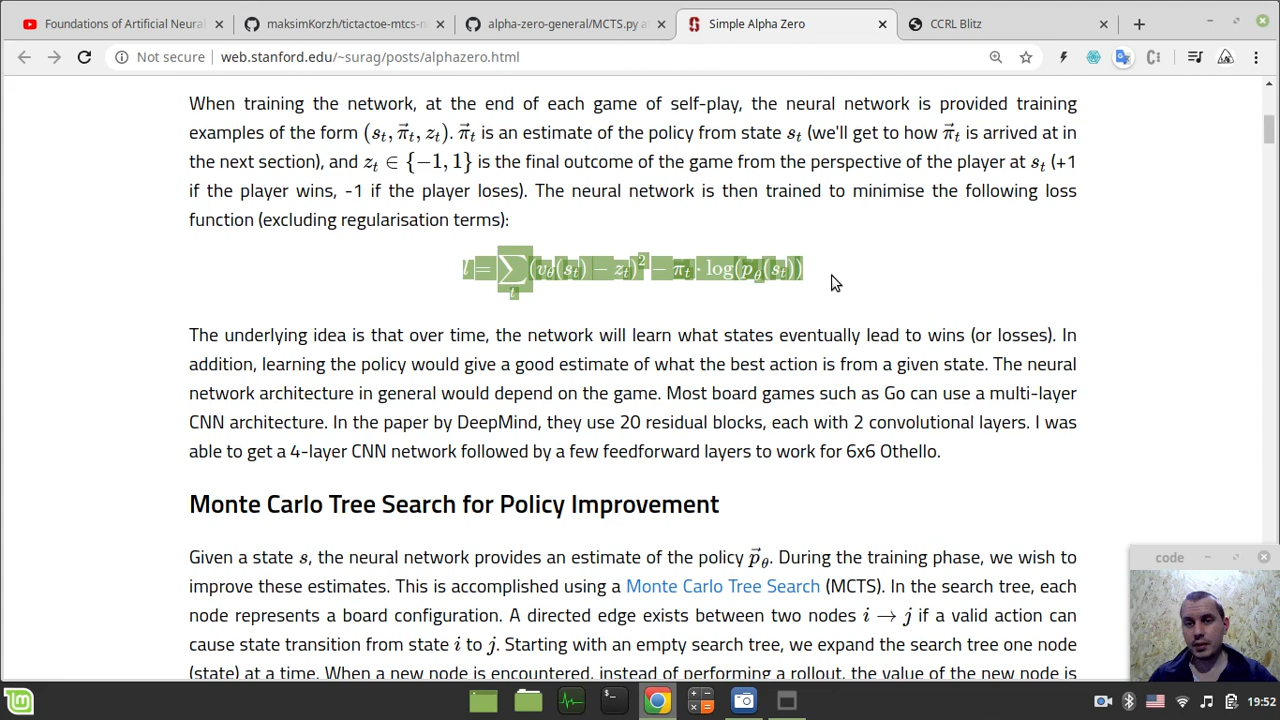 Foundations of Artificial Neural
maksimKorzh/tictactoe-mtcs-
alpha-zero-general/MCTS.py a
Simple Alpha Zero
CCRL Blitz
Not secure | web.stanford.edu/~surag/posts/alphazero.html
When training the network, at the end of each game of self-play, the neural network is provided training
examples of the form (s_t, π⃗_t, z_t). π⃗_t is an estimate of the policy from state s_t (we'll get to how π⃗_t is arrived at in
the next section), and z_t ∈ {−1, 1} is the final outcome of the game from the perspective of the player at s_t (+1
if the player wins, -1 if the player loses). The neural network is then trained to minimise the following loss
function (excluding regularisation terms):
l = ∑_t (v_θ(s_t) − z_t)² − π⃗_t · log(p⃗_θ(s_t))
The underlying idea is that over time, the network will learn what states eventually lead to wins (or losses). In
addition, learning the policy would give a good estimate of what the best action is from a given state. The neural
network architecture in general would depend on the game. Most board games such as Go can use a multi-layer
CNN architecture. In the paper by DeepMind, they use 20 residual blocks, each with 2 convolutional layers. I was
able to get a 4-layer CNN network followed by a few feedforward layers to work for 6x6 Othello.
Monte Carlo Tree Search for Policy Improvement
Given a state s, the neural network provides an estimate of the policy p⃗_θ. During the training phase, we wish to
improve these estimates. This is accomplished using a Monte Carlo Tree Search (MCTS). In the search tree, each
node represents a board configuration. A directed edge exists between two nodes i → j if a valid action can
cause state transition from state i to j. Starting with an empty search tree, we expand the search tree one node
(state) at a time. When a new node is encountered, instead of performing a rollout, the value of the new node is
code
19:52